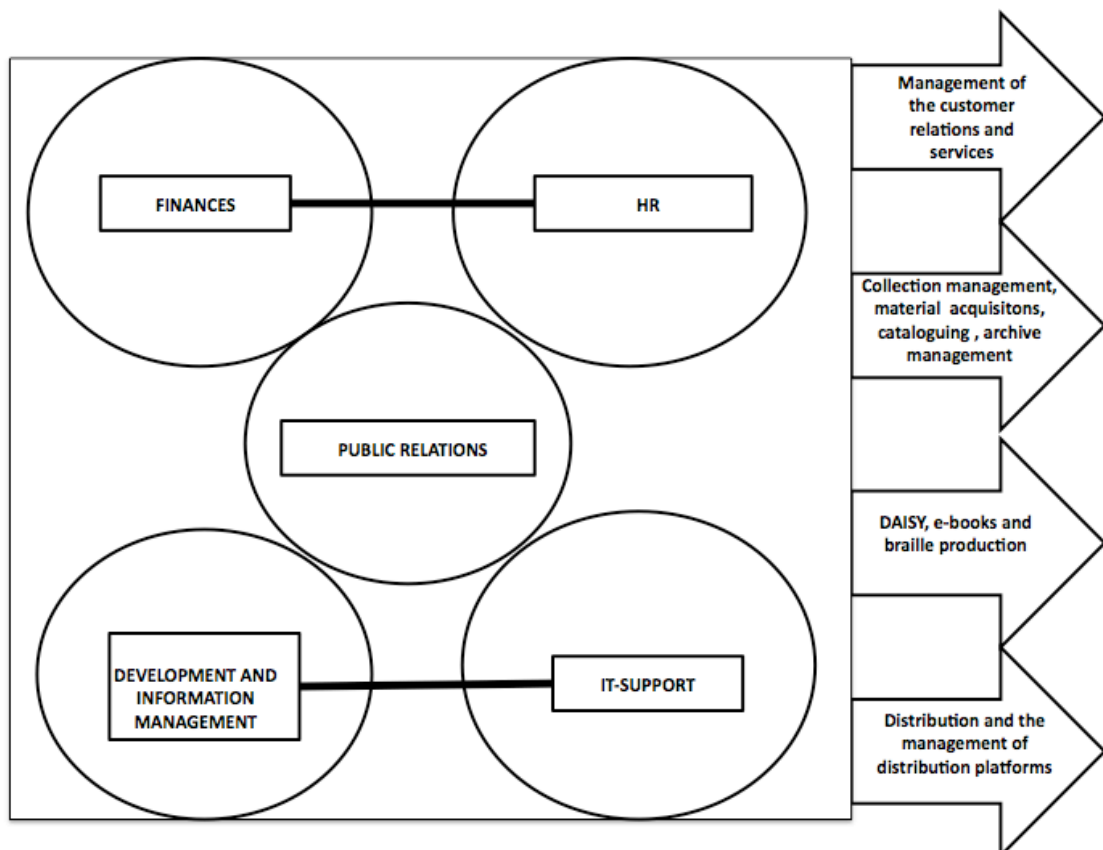 FINANCES
HR
PUBLIC RELATIONS
DEVELOPMENT AND
INFORMATION
MANAGEMENT
IT-SUPPORT
Management of
the customer
relations and
services
Collection management,
material acquisitons,
cataloguing , archive
management
DAISY, e-books and
braille production
Distribution and the
management of
distribution platforms